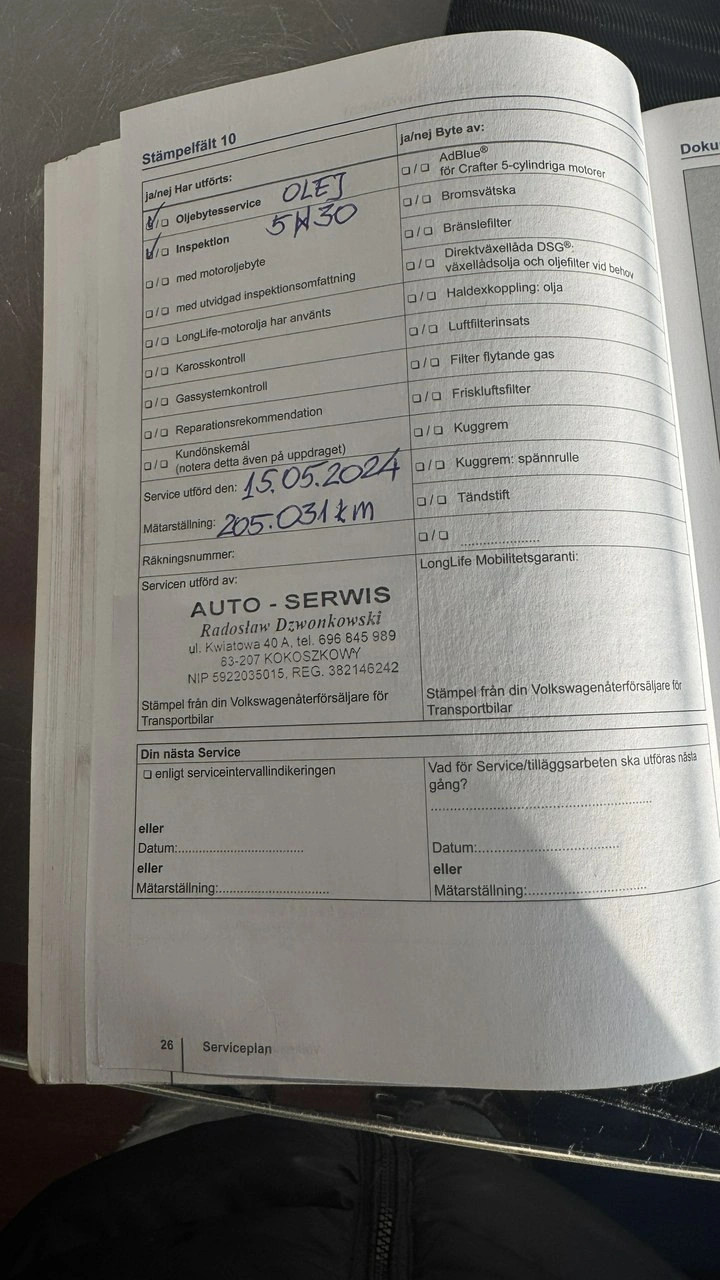 Stämpelfält 10
ja/nej Har utförts:
☑/❏ Oljebytesservice OLEJ
5W30
☑/❏ Inspektion
❏/❏ med motoroljebyte
❏/❏ med utvidgad inspektionsomfattning
❏/❏ LongLife-motorolja har använts
❏/❏ Karosskontroll
❏/❏ Gassystemkontroll
❏/❏ Reparationsrekommendation
❏/❏ Kundönskemål
(notera detta även på uppdraget)
Service utförd den: 15.05.2024
Mätarställning: 205.031 km
Räkningsnummer:
Servicen utförd av:
AUTO - SERWIS
Radosław Dzwonkowski
ul. Kwiatowa 40 A, tel. 696 845 989
83-207 KOKOSZKOWY
NIP 5922035015, REG. 382146242
Stämpel från din Volkswagenåterförsäljare för
Transportbilar
ja/nej Byte av:
❏/❏ AdBlue®
för Crafter 5-cylindriga motorer
❏/❏ Bromsvätska
❏/❏ Bränslefilter
❏/❏ Direktväxellåda DSG®:
växellådsolja och oljefilter vid behov
❏/❏ Haldexkoppling: olja
❏/❏ Luftfilterinsats
❏/❏ Filter flytande gas
❏/❏ Friskluftsfilter
❏/❏ Kuggrem
❏/❏ Kuggrem: spännrulle
❏/❏ Tändstift
❏/❏ ....................
LongLife Mobilitetsgaranti:
Stämpel från din Volkswagenåterförsäljare för
Transportbilar
Din nästa Service
❏ enligt serviceintervallindikeringen
eller
Datum:................................
eller
Mätarställning:............................
Vad för Service/tilläggsarbeten ska utföras nästa
gång?
........................................................
Datum:....................................
eller
Mätarställning:..............................
26 Serviceplan
Doku